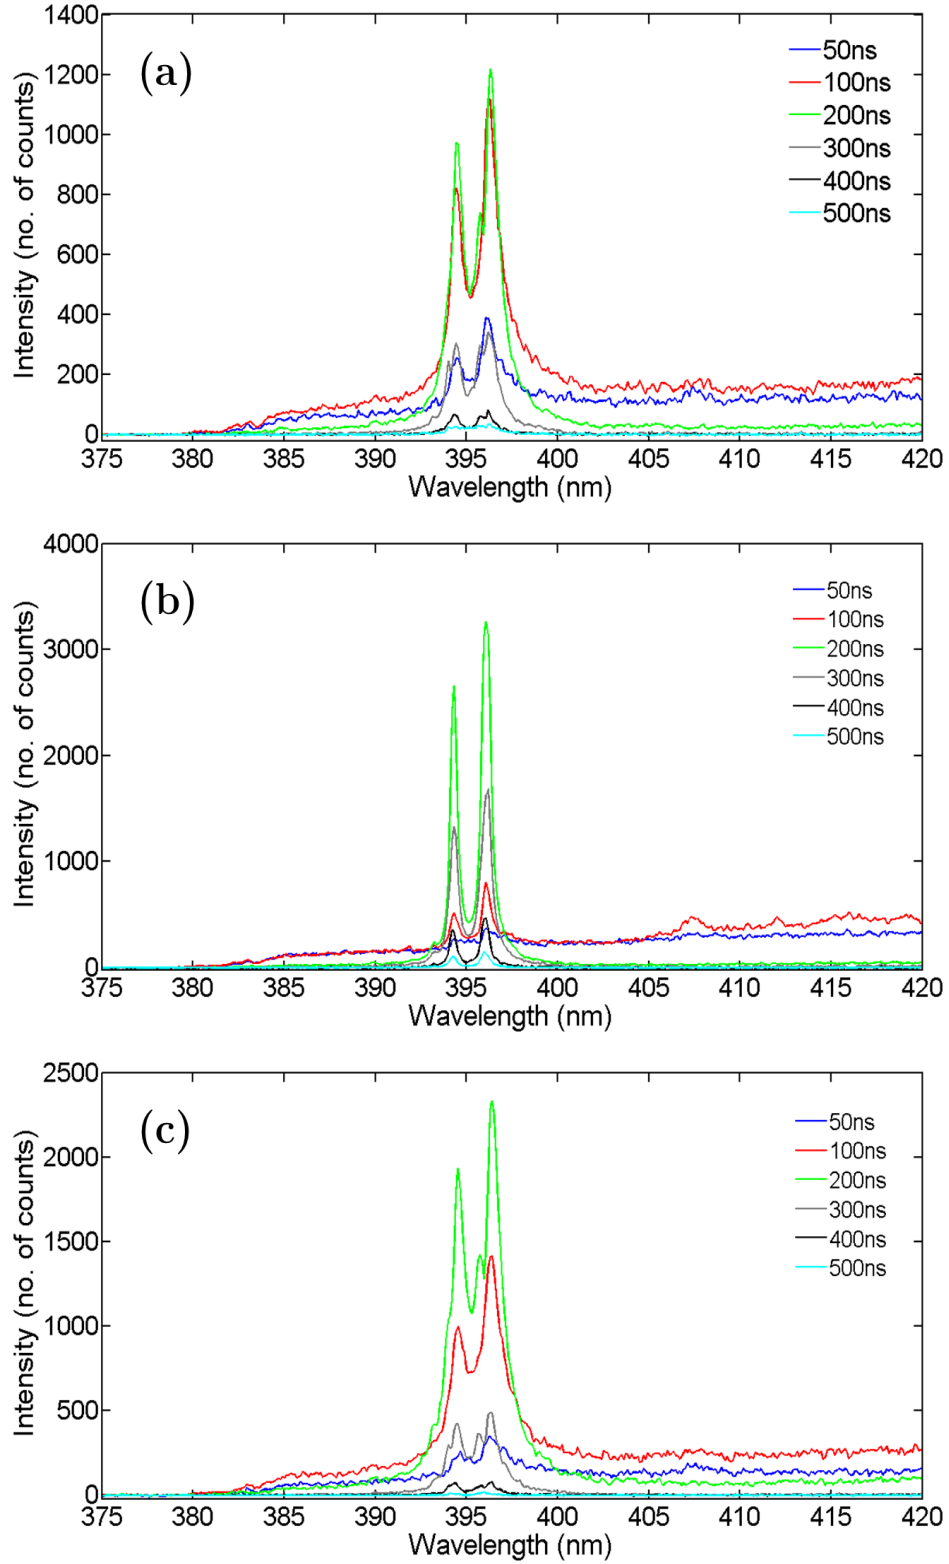 (a)
Intensity (no. of counts)
1400
1200
1000
800
600
400
200
0
50ns
100ns
200ns
300ns
400ns
500ns
375 380 385 390 395 400 405 410 415 420
Wavelength (nm)
(b)
Intensity (no. of counts)
4000
3000
2000
1000
0
50ns
100ns
200ns
300ns
400ns
500ns
375 380 385 390 395 400 405 410 415 420
Wavelength (nm)
(c)
Intensity (no. of counts)
2500
2000
1500
1000
500
0
50ns
100ns
200ns
300ns
400ns
500ns
375 380 385 390 395 400 405 410 415 420
Wavelength (nm)